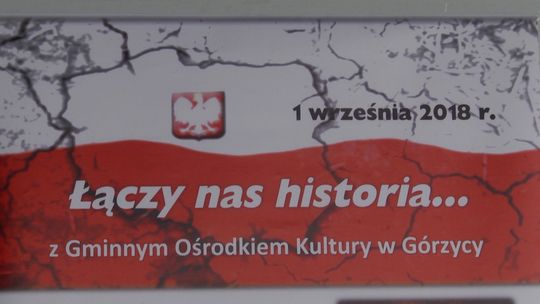 1 września 2018 r.
Łączy nas historia...
z Gminnym Ośrodkiem Kultury w Górzycy